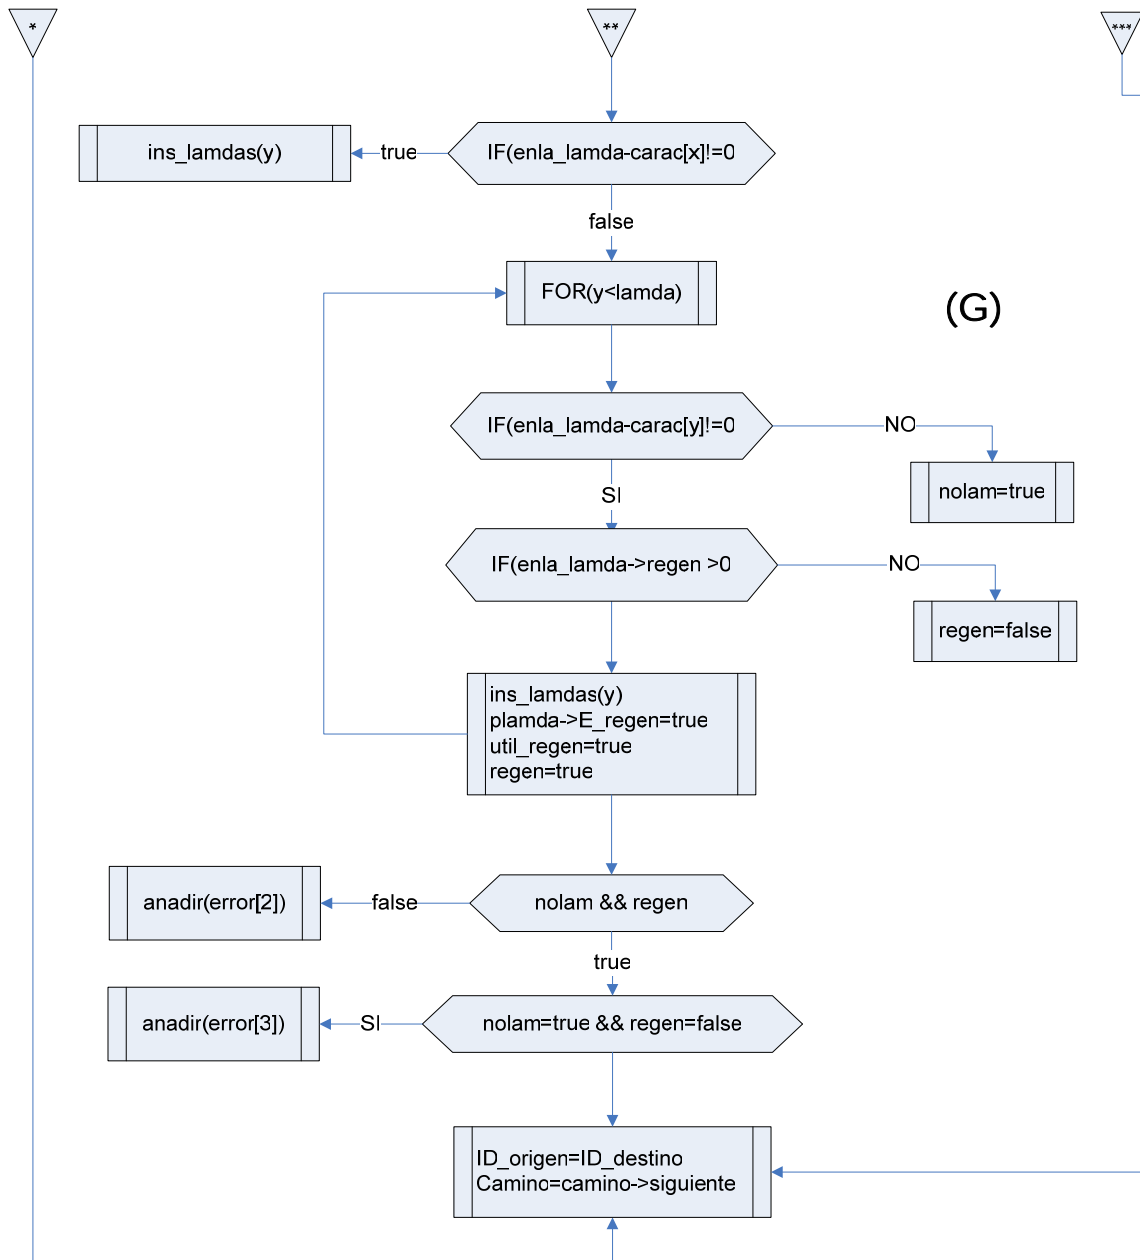 *
**
***
IF(enla_lamda-carac[x]!=0
true
ins_lamdas(y)
false
FOR(y<lamda)
(G)
IF(enla_lamda-carac[y]!=0
NO
nolam=true
SI
IF(enla_lamda->regen >0
NO
regen=false
ins_lamdas(y)
plamda->E_regen=true
util_regen=true
regen=true
nolam && regen
false
anadir(error[2])
true
nolam=true && regen=false
SI
anadir(error[3])
ID_origen=ID_destino
Camino=camino->siguiente